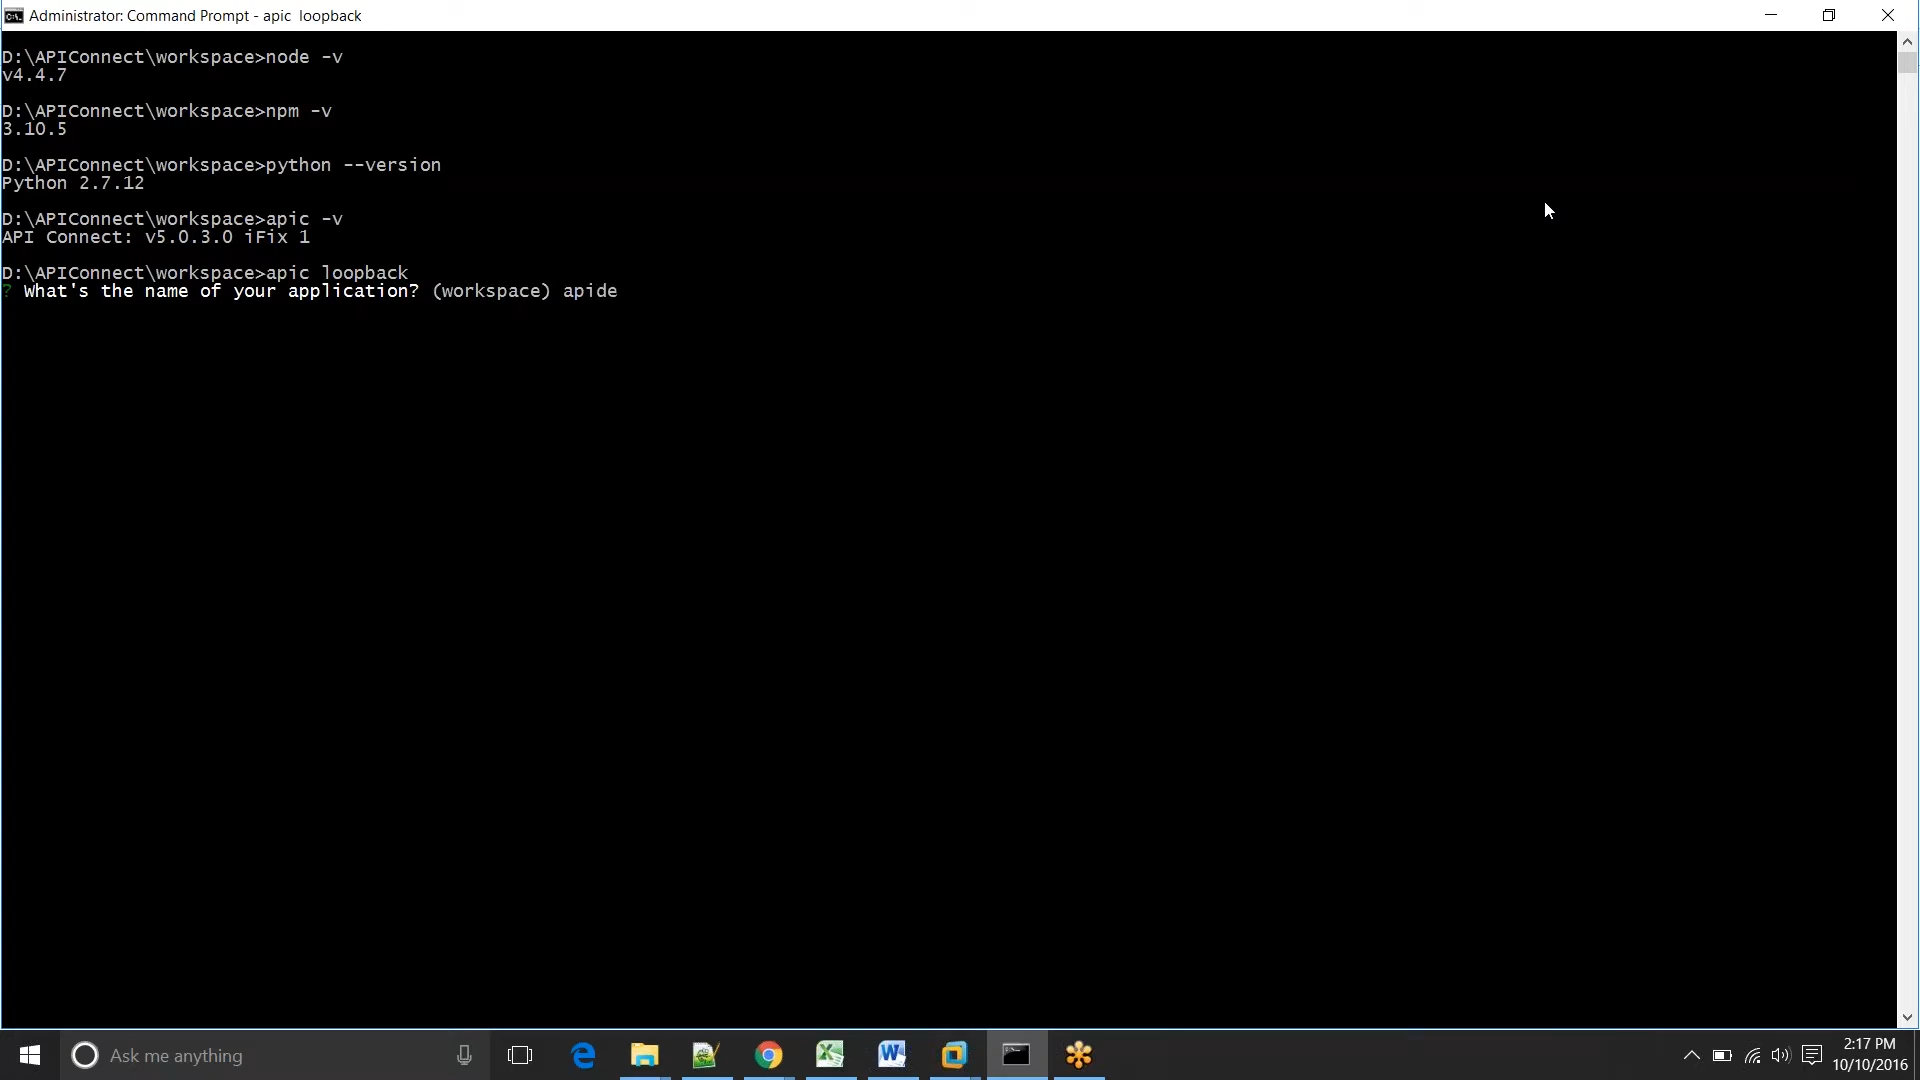 Administrator: Command Prompt - apic  loopback
D:\APIConnect\workspace>node -v
v4.4.7
D:\APIConnect\workspace>npm -v
3.10.5
D:\APIConnect\workspace>python --version
Python 2.7.12
D:\APIConnect\workspace>apic -v
API Connect: v5.0.3.0 iFix 1
D:\APIConnect\workspace>apic loopback
? What's the name of your application? (workspace) apide
Ask me anything
2:17 PM
10/10/2016